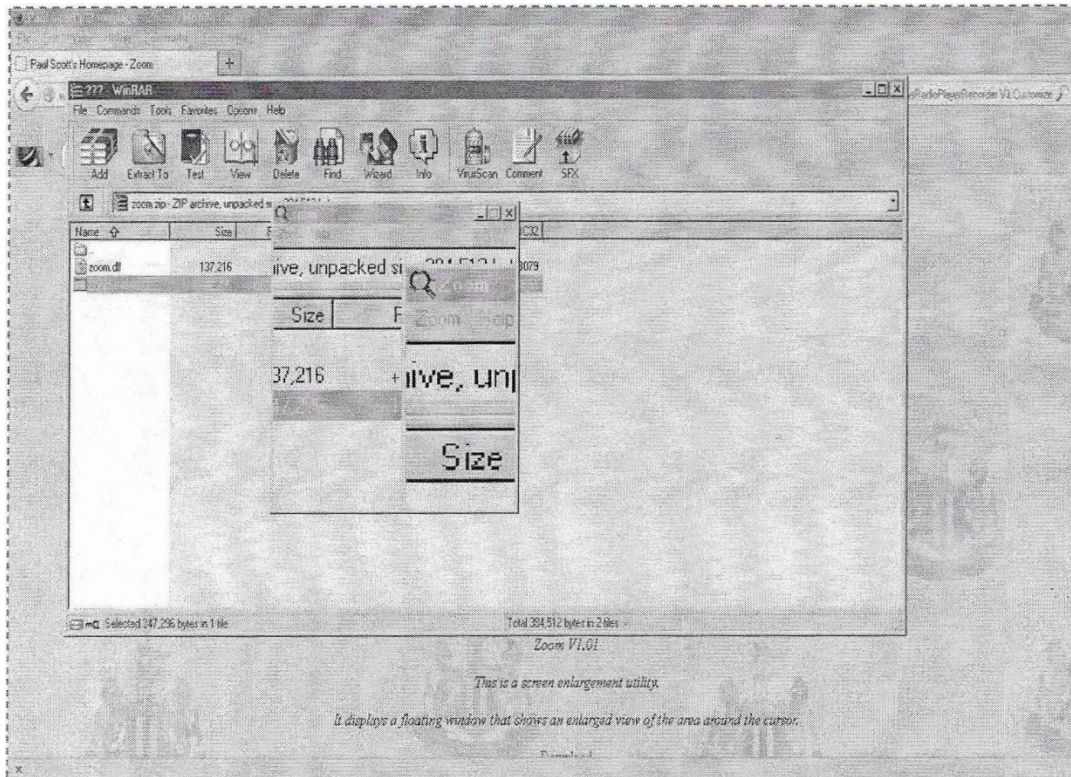 Paul Scott's Homepage - Zoom
+
??? - WinRAR
File Commands Tools Favorites Options Help
Add Extract To Test View Delete Find Wizard Info VirusScan Comment SFX
zoom.zip - ZIP archive, unpacked
Name Size
zoom.dll 137,216 3079
ive, unpacked si
Size F
37,216 +
Zoom
Zoom Help
ive, un
Size
Selected 247,296 bytes in 1 file
Total 384,512 bytes in 2 files
Zoom V1.01
This is a screen enlargement utility.
It displays a floating window that shows an enlarged view of the area around the cursor.
Download
x